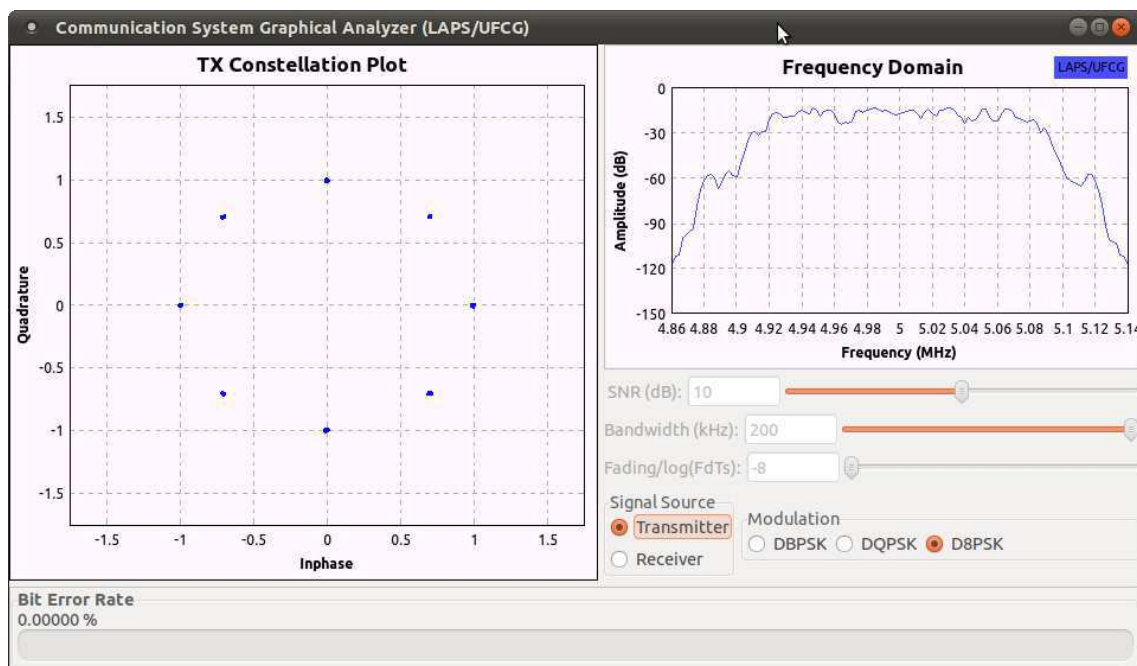 Communication System Graphical Analyzer (LAPS/UFCG)
TX Constellation Plot
1.5
1
0.5
0
-0.5
-1
-1.5
Quadrature
-1.5 -1 -0.5 0 0.5 1 1.5
Inphase
Frequency Domain
LAPS/UFCG
0
-30
-60
-90
-120
-150
Amplitude (dB)
4.86 4.88 4.9 4.92 4.94 4.96 4.98 5 5.02 5.04 5.06 5.08 5.1 5.12 5.14
Frequency (MHz)
SNR (dB): 10
Bandwidth (kHz): 200
Fading/log(FdTs): -8
Signal Source
Transmitter
Receiver
Modulation
DBPSK DQPSK D8PSK
Bit Error Rate
0.00000 %